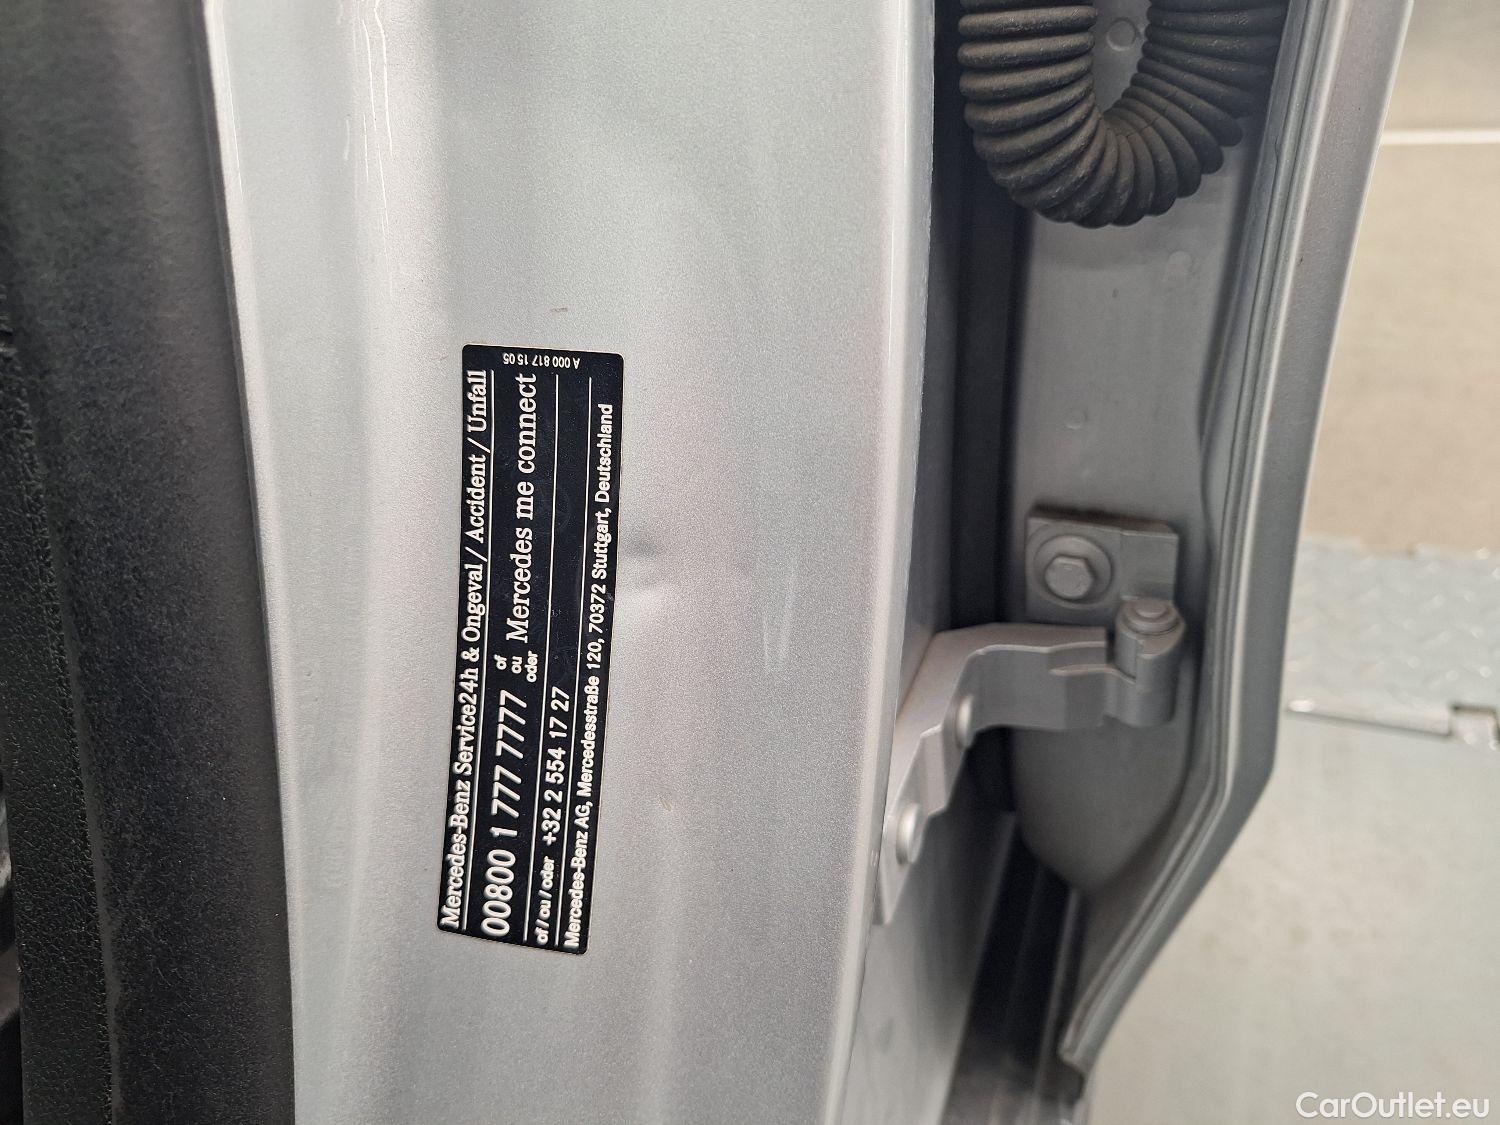 Mercedes-Benz Service24h & Ongeval / Accident / Unfall
00800 1 777 7777 of ou oder Mercedes me connect
of / ou / oder +32 2 554 17 27
Mercedes-Benz AG, Mercedesstraße 120, 70372 Stuttgart, Deutschland
A 000 817 15 05
CarOutlet.eu